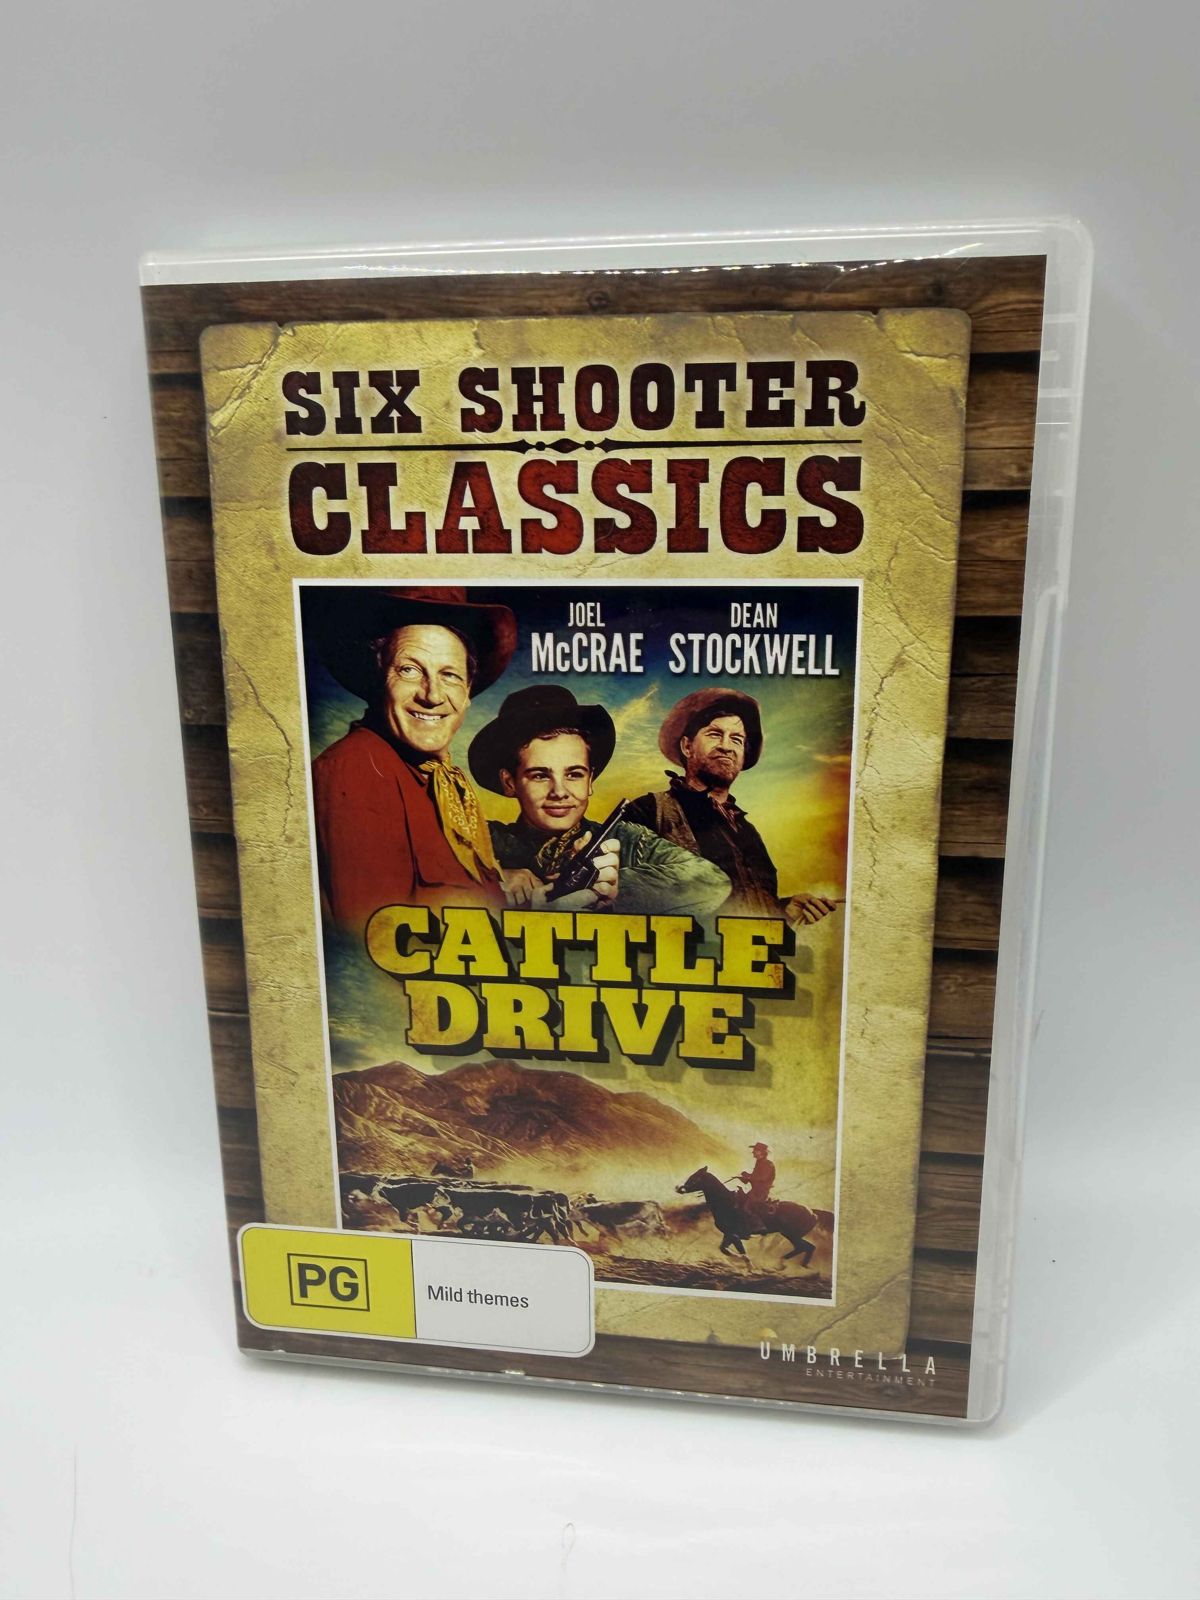 SIX SHOOTER
CLASSICS
JOEL
McCRAE
DEAN
STOCKWELL
CATTLE
DRIVE
PG
Mild themes
UMBRELLA
ENTERTAINMENT